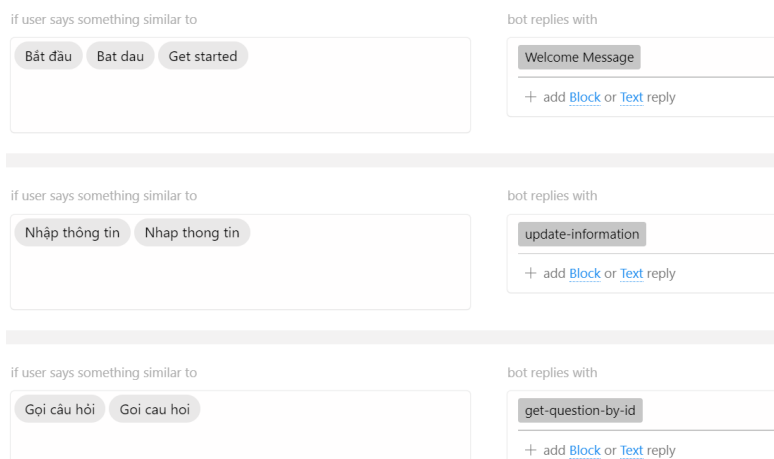 if user says something similar to
bot replies with
Bắt đầu Bat dau Get started
Welcome Message
+ add Block or Text reply
if user says something similar to
bot replies with
Nhập thông tin Nhap thong tin
update-information
+ add Block or Text reply
if user says something similar to
bot replies with
Gọi câu hỏi Goi cau hoi
get-question-by-id
+ add Block or Text reply